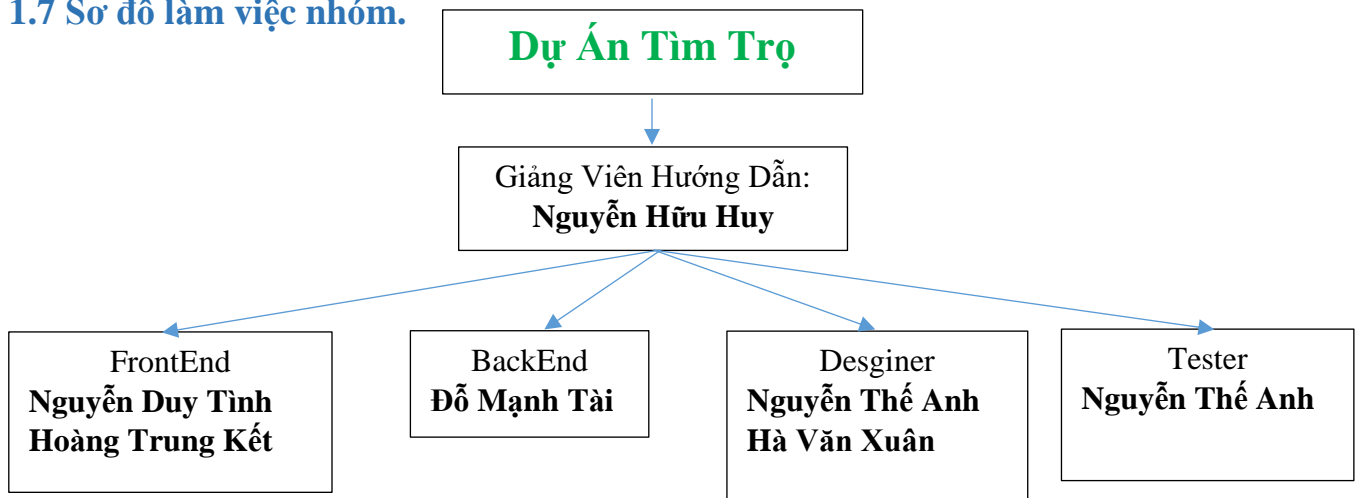 1.7 Sơ đồ làm việc nhóm.
Dự Án Tìm Trọ
Giảng Viên Hướng Dẫn:
Nguyễn Hữu Huy
FrontEnd
Nguyễn Duy Tình
Hoàng Trung Kết
BackEnd
Đỗ Mạnh Tài
Desginer
Nguyễn Thế Anh
Hà Văn Xuân
Tester
Nguyễn Thế Anh